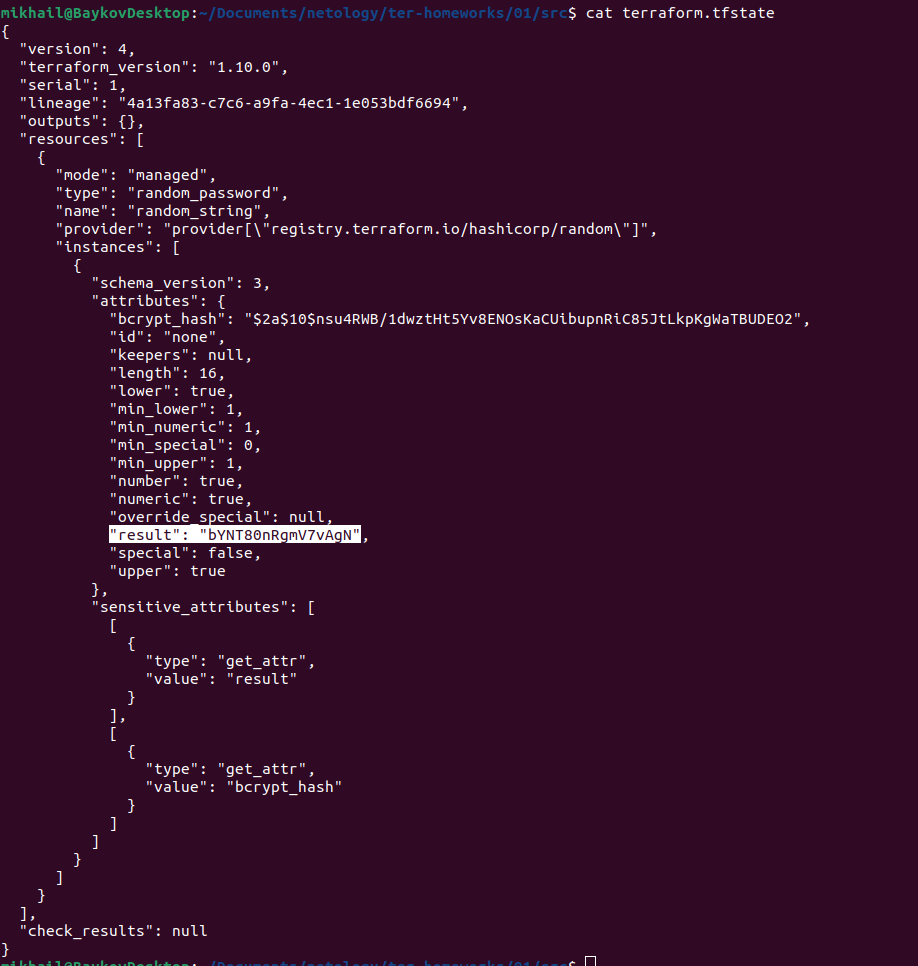 mikhail@BaykovDesktop:~/Documents/netology/ter-homeworks/01/src$ cat terraform.tfstate
{
  "version": 4,
  "terraform_version": "1.10.0",
  "serial": 1,
  "lineage": "4a13fa83-c7c6-a9fa-4ec1-1e053bdf6694",
  "outputs": {},
  "resources": [
    {
      "mode": "managed",
      "type": "random_password",
      "name": "random_string",
      "provider": "provider[\"registry.terraform.io/hashicorp/random\"]",
      "instances": [
        {
          "schema_version": 3,
          "attributes": {
            "bcrypt_hash": "$2a$10$nsu4RWB/1dwztHt5Yv8ENOsKaCUibupnRiC85JtLkpKgWaTBUDEO2",
            "id": "none",
            "keepers": null,
            "length": 16,
            "lower": true,
            "min_lower": 1,
            "min_numeric": 1,
            "min_special": 0,
            "min_upper": 1,
            "number": true,
            "numeric": true,
            "override_special": null,
            "result": "bYNT80nRgmV7vAgN",
            "special": false,
            "upper": true
          },
          "sensitive_attributes": [
            [
              {
                "type": "get_attr",
                "value": "result"
              }
            ],
            [
              {
                "type": "get_attr",
                "value": "bcrypt_hash"
              }
            ]
          ]
        }
      ]
    }
  ],
  "check_results": null
}
mikhail@BaykovDesktop:~/Documents/netology/ter-homeworks/01/src$